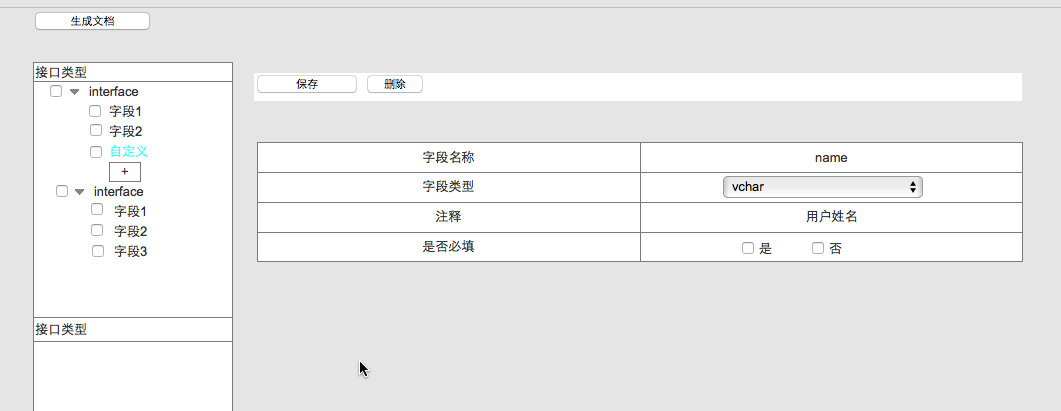 生成文档
接口类型
interface
字段1
字段2
自定义
+
interface
字段1
字段2
字段3
接口类型
保存 删除
字段名称 name
字段类型 vchar
注释 用户姓名
是否必填 是 否